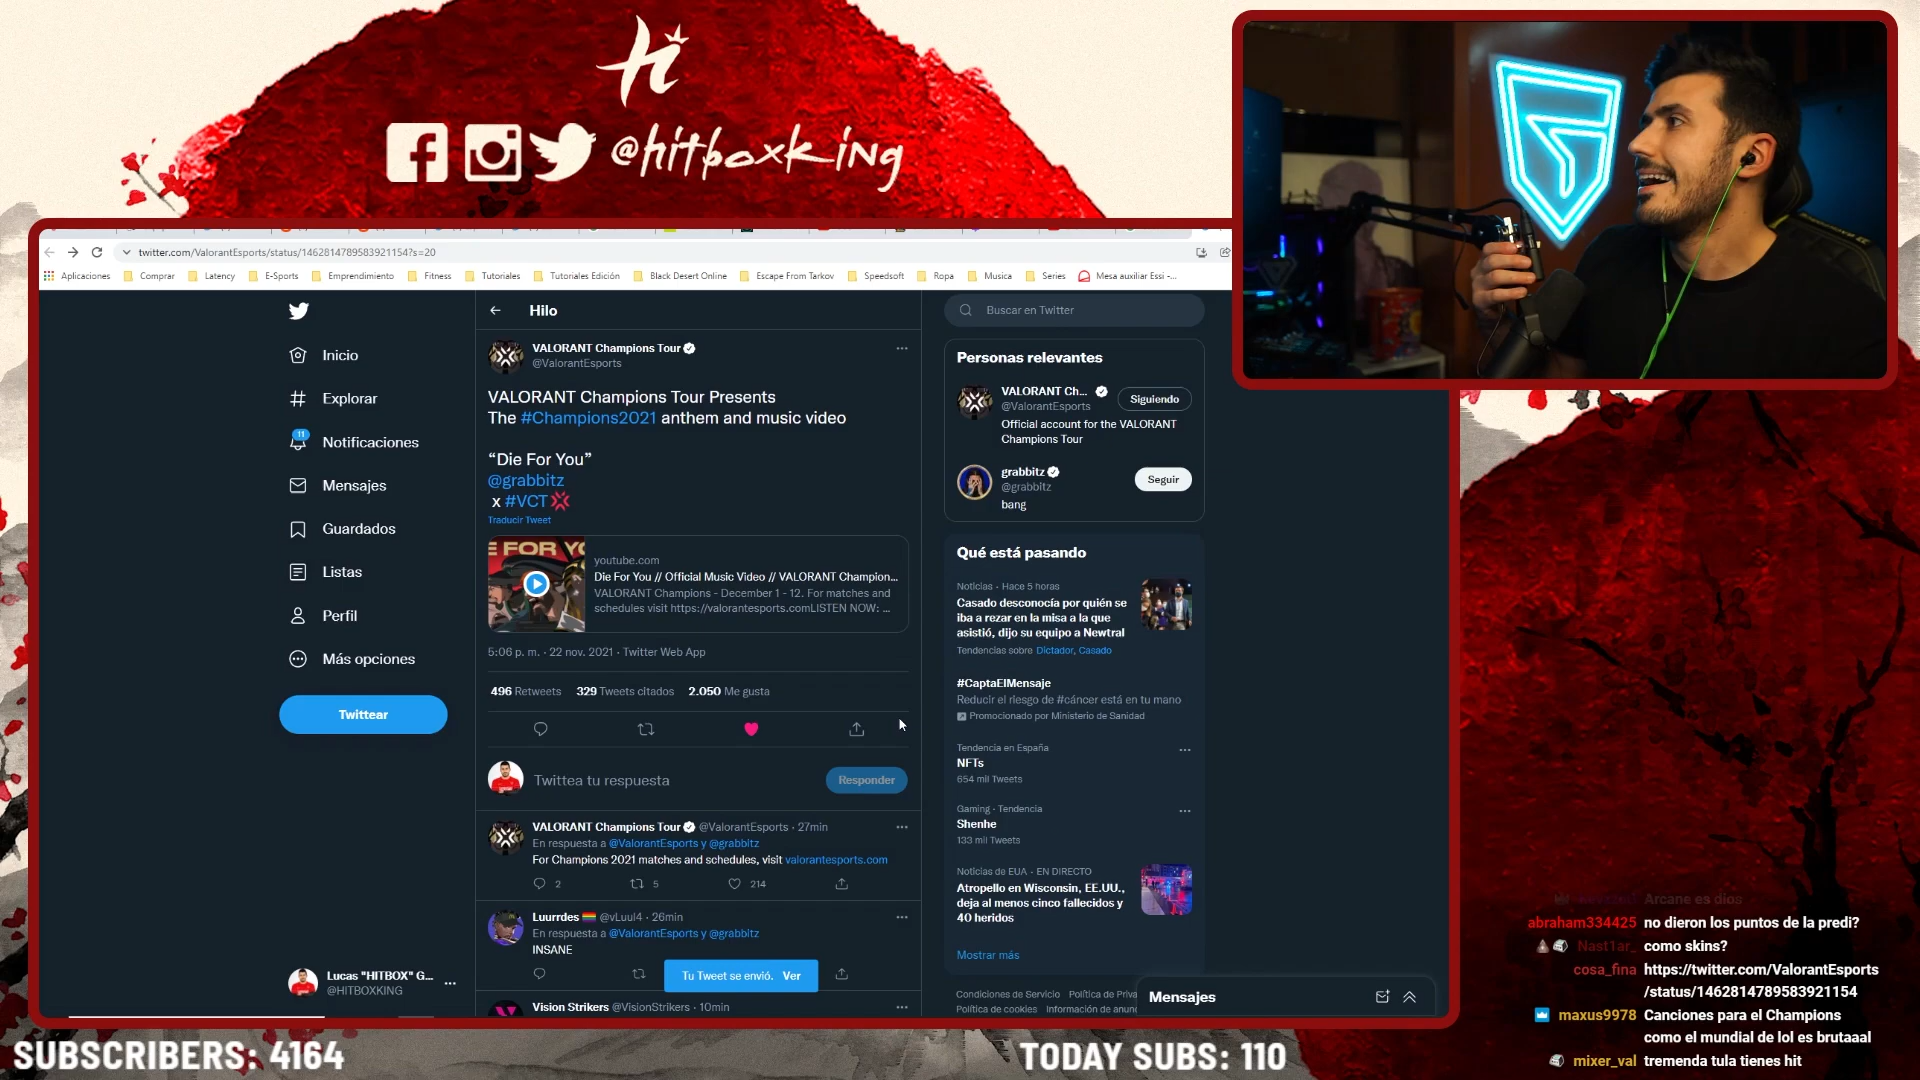 @hitboxking
twitter.com/ValorantEsports/status/1462814789583921154?s=20
Aplicaciones
Comprar
Latency
E-Sports
Emprendimiento
Fitness
Tutoriales
Tutoriales Edición
Black Desert Online
Escape From Tarkov
Speedsoft
Ropa
Musica
Series
Mesa auxiliar Essi -...
Inicio
Explorar
11
Notificaciones
Mensajes
Guardados
Listas
Perfil
Más opciones
Twittear
Lucas "HITBOX" G...
@HITBOXKING
Hilo
VALORANT Champions Tour
@ValorantEsports
VALORANT Champions Tour Presents
The #Champions2021 anthem and music video
“Die For You”
@grabbitz
x #VCT
Traducir Tweet
E FOR YO
youtube.com
Die For You // Official Music Video // VALORANT Champion...
VALORANT Champions - December 1 - 12. For matches and
schedules visit https://valorantesports.comLISTEN NOW: ...
5:06 p. m. · 22 nov. 2021 · Twitter Web App
496 Retweets 329 Tweets citados 2.050 Me gusta
Twittea tu respuesta
Responder
VALORANT Champions Tour @ValorantEsports · 27min
En respuesta a @ValorantEsports y @grabbitz
For Champions 2021 matches and schedules, visit valorantesports.com
2 5 214
Luurrdes @vLuul4 · 26min
En respuesta a @ValorantEsports y @grabbitz
INSANE
Tu Tweet se envió. Ver
Vision Strikers @VisionStrikers · 10min
Buscar en Twitter
Personas relevantes
VALORANT Ch...
@ValorantEsports
Siguiendo
Official account for the VALORANT
Champions Tour
grabbitz
@grabbitz
Seguir
bang
Qué está pasando
Noticias · Hace 5 horas
Casado desconocía por quién se
iba a rezar en la misa a la que
asistió, dijo su equipo a Newtral
Tendencias sobre Dictador, Casado
#CaptaElMensaje
Reducir el riesgo de #cáncer está en tu mano
Promocionado por Ministerio de Sanidad
Tendencia en España
NFTs
654 mil Tweets
Gaming · Tendencia
Shenhe
133 mil Tweets
Noticias de EUA · EN DIRECTO
Atropello en Wisconsin, EE.UU.,
deja al menos cinco fallecidos y
40 heridos
Mostrar más
Condiciones de Servicio Política de Priva
Política de cookies Información de anunc
Mensajes
Arcane es dios
abraham334425 no dieron los puntos de la predi?
Nast1ar_ como skins?
cosa_fina https://twitter.com/ValorantEsports
/status/1462814789583921154
maxus9978 Canciones para el Champions
como el mundial de lol es brutaaal
mixer_val tremenda tula tienes hit
SUBSCRIBERS: 4164
TODAY SUBS: 110